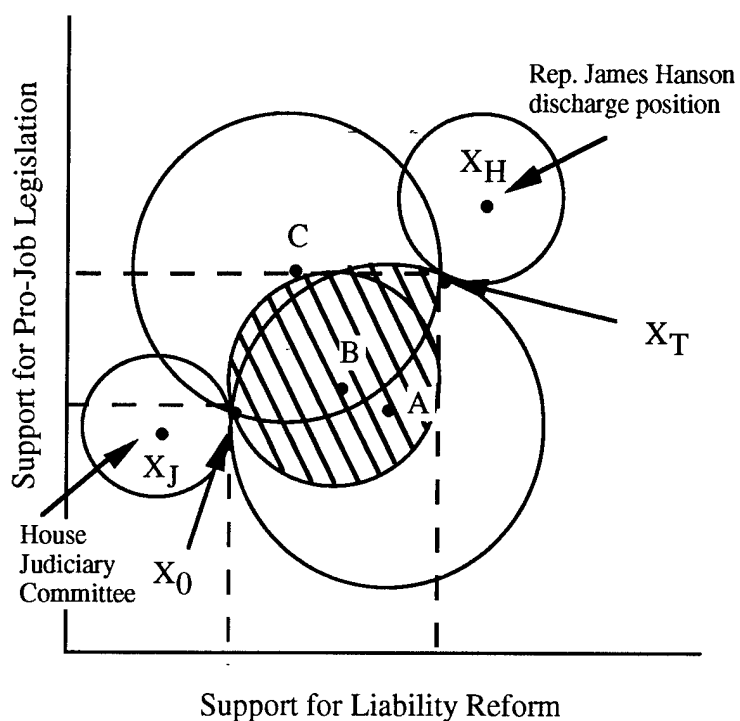 Rep. James Hanson
discharge position
X_H
C
X_T
B
A
X_J
House
Judiciary
Committee
X_0
Support for Pro-Job Legislation
Support for Liability Reform